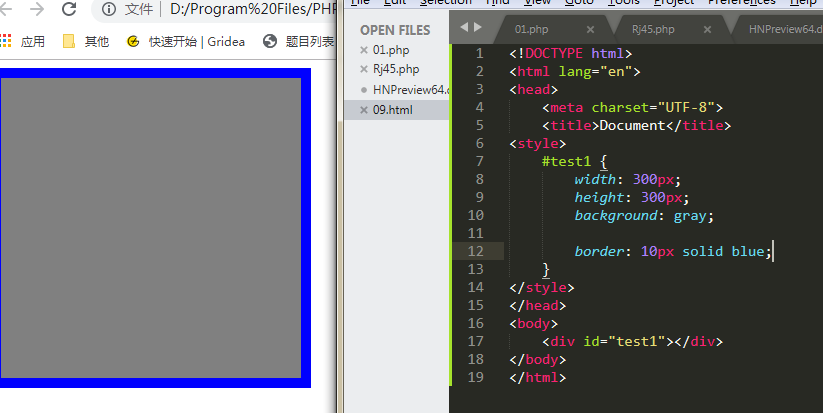 文件 D:/Program%20Files/PHP
应用 其他 快速开始 | Gridea 题目列表
File Edit Selection Find View Goto Tools Project Preferences Help
OPEN FILES
01.php
Rj45.php
HNPreview64.d
09.html
01.php Rj45.php HNPreview64.d
1 <!DOCTYPE html>
2 <html lang="en">
3 <head>
4 <meta charset="UTF-8">
5 <title>Document</title>
6 <style>
7 #test1 {
8 width: 300px;
9 height: 300px;
10 background: gray;
11
12 border: 10px solid blue;
13 }
14 </style>
15 </head>
16 <body>
17 <div id="test1"></div>
18 </body>
19 </html>